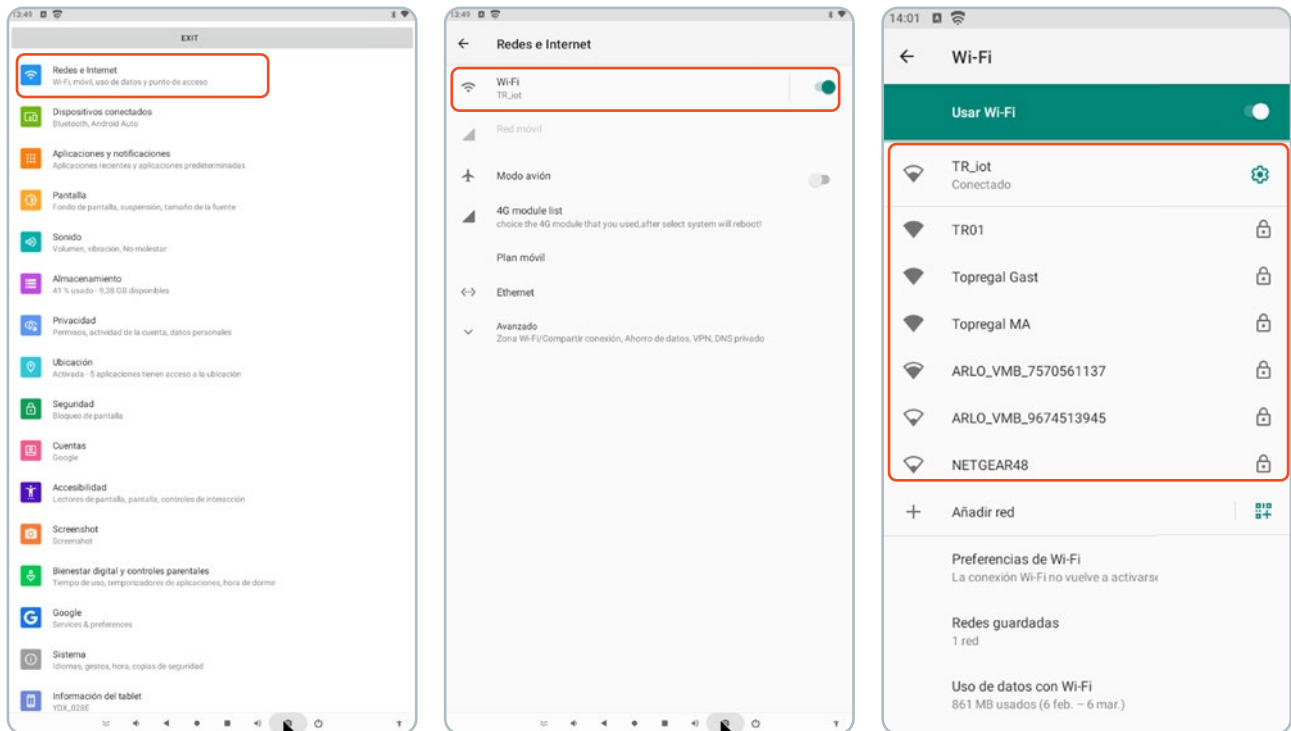 13:49
EXIT
Redes e Internet
Wi-Fi, móvil, uso de datos y punto de acceso
Dispositivos conectados
Bluetooth, Android Auto
Aplicaciones y notificaciones
Aplicaciones recientes y aplicaciones predeterminadas
Pantalla
Fondo de pantalla, suspensión, tamaño de la fuente
Sonido
Volumen, vibración, No molestar
Almacenamiento
41 % usado - 9,38 GB disponibles
Privacidad
Permisos, actividad de la cuenta, datos personales
Ubicación
Activada - 5 aplicaciones tienen acceso a la ubicación
Seguridad
Bloqueo de pantalla
Cuentas
Google
Accesibilidad
Lectores de pantalla, pantalla, controles de interacción
Screenshot
Screenshot
Bienestar digital y controles parentales
Tiempo de uso, temporizadores de aplicaciones, hora de dormir
Google
Services & preferences
Sistema
Idiomas, gestos, hora, copias de seguridad
Información del tablet
YDX_028E
13:49
Redes e Internet
Wi-Fi
TR_iot
Red móvil
Modo avión
4G module list
choice the 4G module that you used,after select system will reboot!
Plan móvil
Ethernet
Avanzado
Zona Wi-Fi/Compartir conexión, Ahorro de datos, VPN, DNS privado
14:01
Wi-Fi
Usar Wi-Fi
TR_iot
Conectado
TR01
Topregal Gast
Topregal MA
ARLO_VMB_7570561137
ARLO_VMB_9674513945
NETGEAR48
Añadir red
Preferencias de Wi-Fi
La conexión Wi-Fi no vuelve a activarse
Redes guardadas
1 red
Uso de datos con Wi-Fi
861 MB usados (6 feb. – 6 mar.)